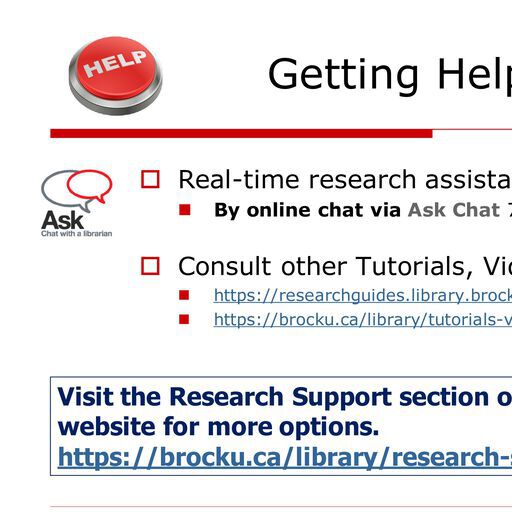 HELP
Getting Help
Real-time research assista
Ask
Chat with a librarian
By online chat via Ask Chat 7
Consult other Tutorials, Vi
https://researchguides.library.brock
https://brocku.ca/library/tutorials-v
Visit the Research Support section o
website for more options.
https://brocku.ca/library/research-s